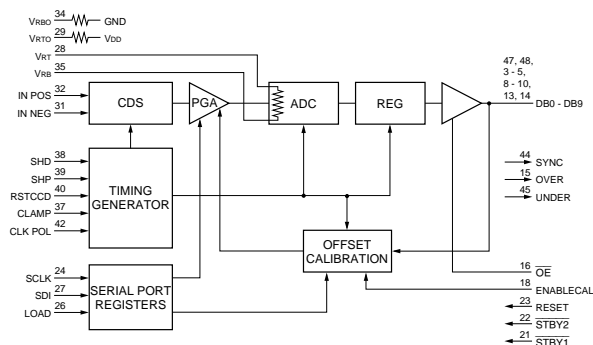 VRBO 34 GND
VRTO 29 VDD
VRT 28
VRB 35
IN POS 32
IN NEG 31
CDS
PGA
ADC
REG
47, 48,
3 - 5,
8 - 10,
13, 14
DB0 - DB9
SHD 38
SHP 39
RSTCCD 40
CLAMP 37
CLK POL 42
TIMING
GENERATOR
44 SYNC
15 OVER
45 UNDER
OFFSET
CALIBRATION
SCLK 24
SDI 27
LOAD 26
SERIAL PORT
REGISTERS
16 OE
18 ENABLECAL
23 RESET
22 STBY2
21 STBY1